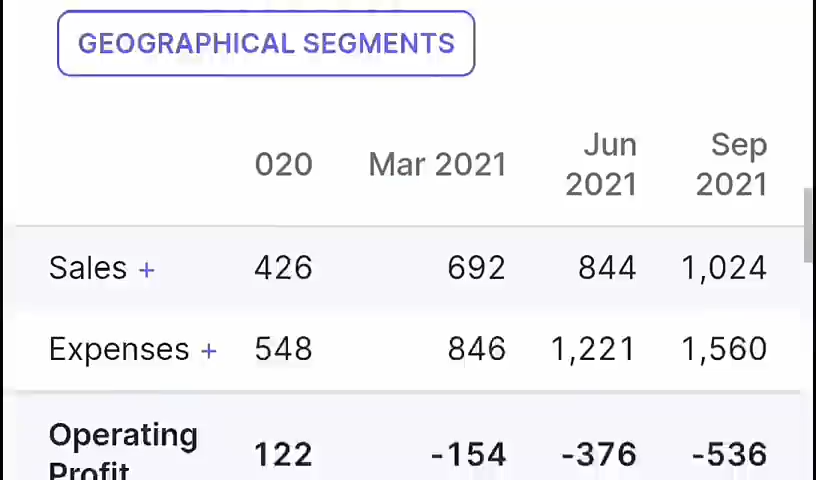 GEOGRAPHICAL SEGMENTS
020 Mar 2021 Jun 2021 Sep 2021
Sales + 426 692 844 1,024
Expenses + 548 846 1,221 1,560
Operating Profit 122 -154 -376 -536